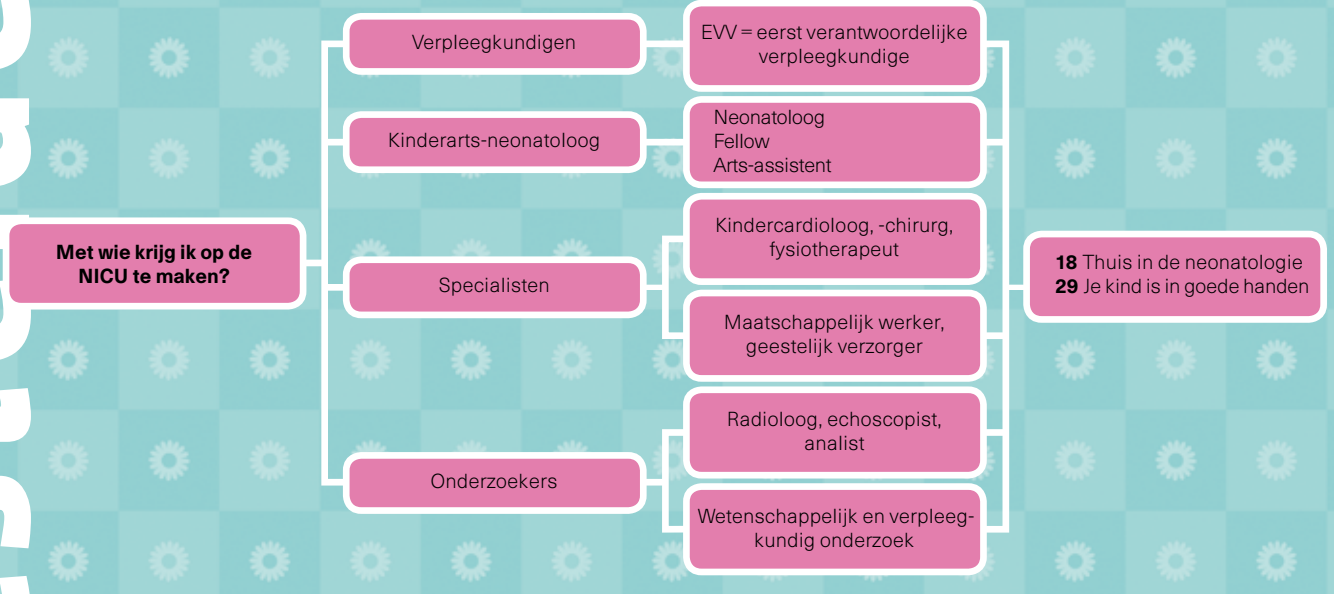 Met wie krijg ik op de
NICU te maken?
Verpleegkundigen
Kinderarts-neonatoloog
Specialisten
Onderzoekers
EVV = eerst verantwoordelijke
verpleegkundige
Neonatoloog
Fellow
Arts-assistent
Kindercardioloog, -chirurg,
fysiotherapeut
Maatschappelijk werker,
geestelijk verzorger
Radioloog, echoscopist,
analist
Wetenschappelijk en verpleeg-
kundig onderzoek
18 Thuis in de neonatologie
29 Je kind is in goede handen